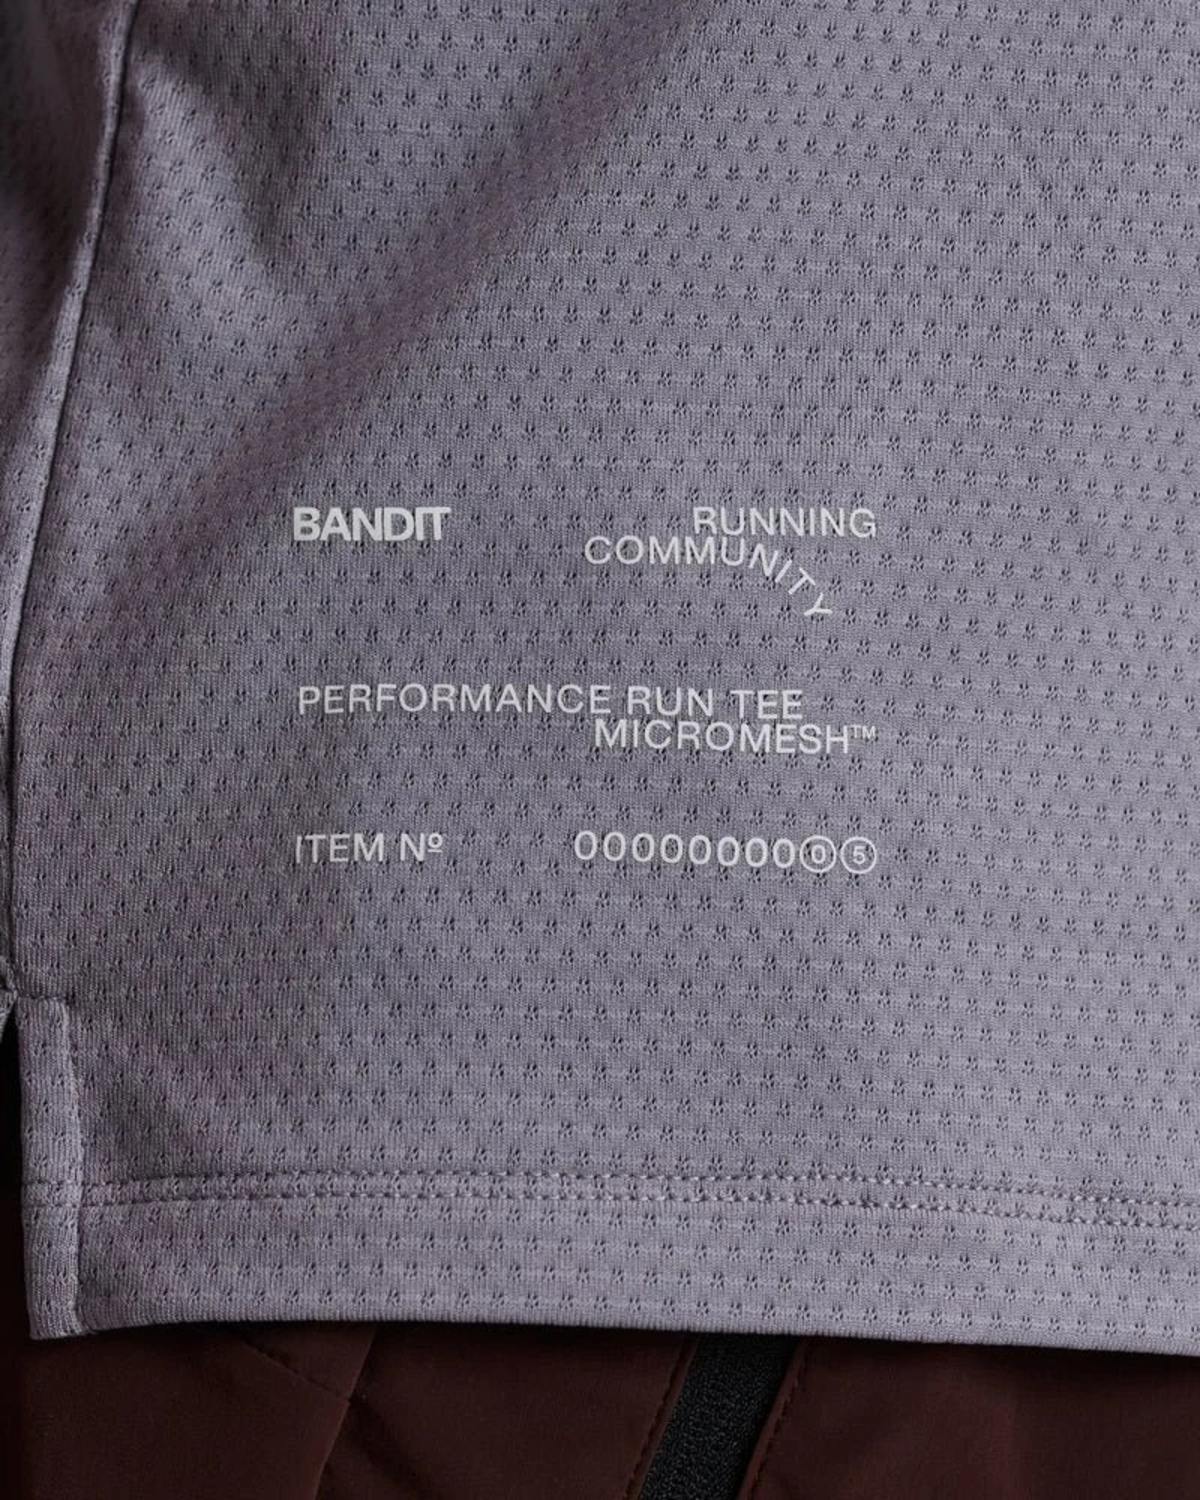 BANDIT
RUNNING
COMMUNITY
PERFORMANCE RUN TEE
MICROMESH™
ITEM Nº 00000000⓪⑤